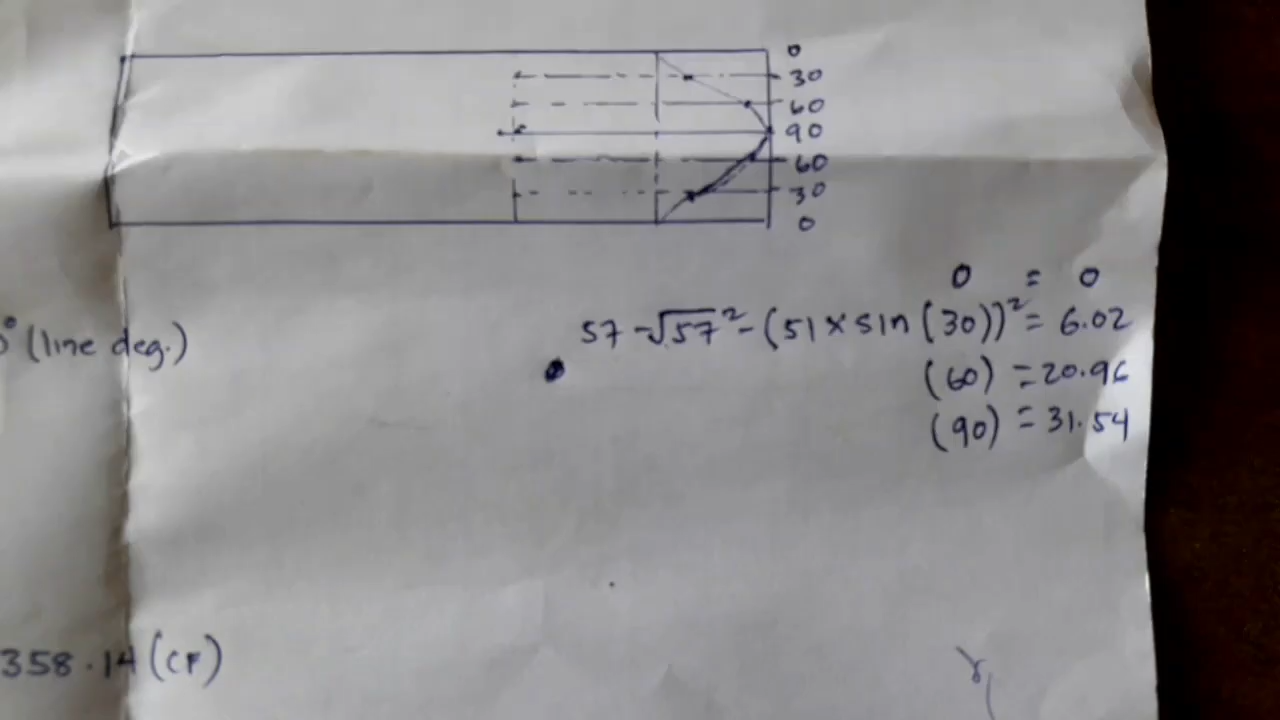 0
30
60
90
60
30
0
0 = 0
57-√57²-(51×sin(30))²= 6.02
(60) = 20.96
(90) = 31.54
° (line deg.)
358.14 (CF)